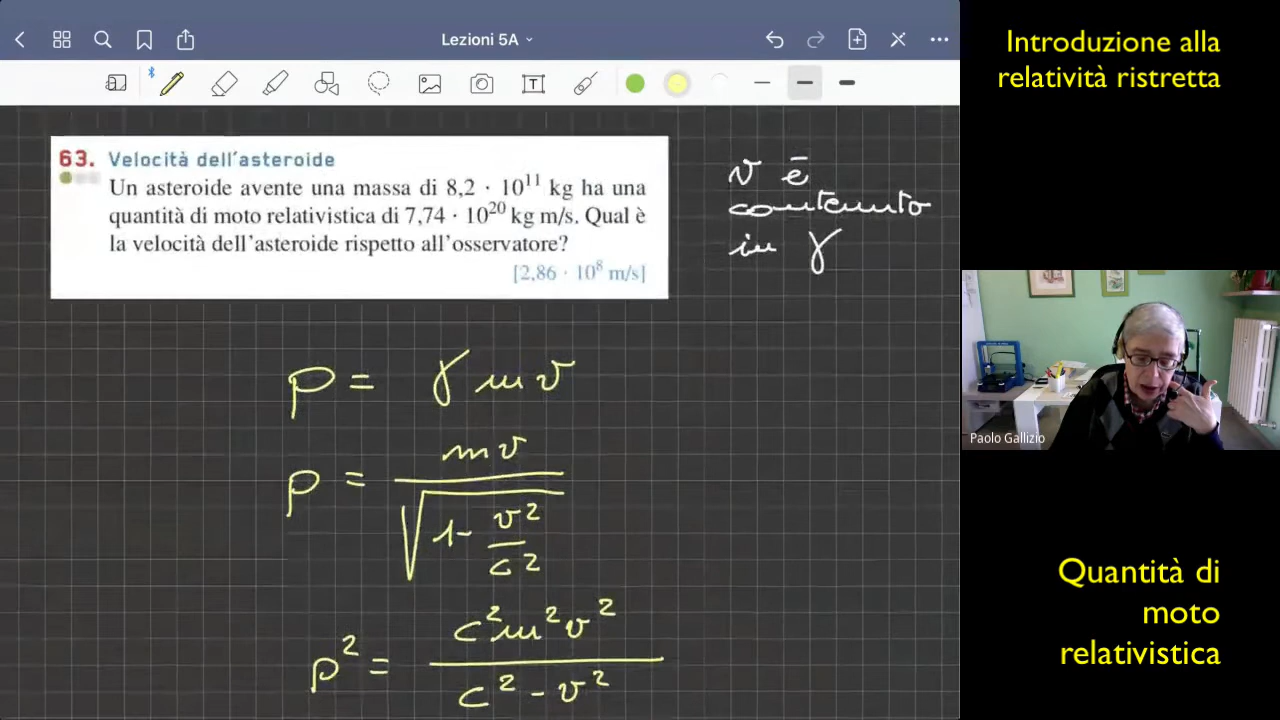 Lezioni 5A
T
63. Velocità dell'asteroide
Un asteroide avente una massa di 8,2 · 10¹¹ kg ha una
quantità di moto relativistica di 7,74 · 10²⁰ kg m/s. Qual è
la velocità dell'asteroide rispetto all'osservatore?
[2,86 · 10⁸ m/s]
v è
contenuto
in γ
p = γ m v
p = mv / √(1 - v²/c²)
p² = c²m²v² / (c² - v²)
Introduzione alla
relatività ristretta
Paolo Gallizio
Quantità di
moto
relativistica